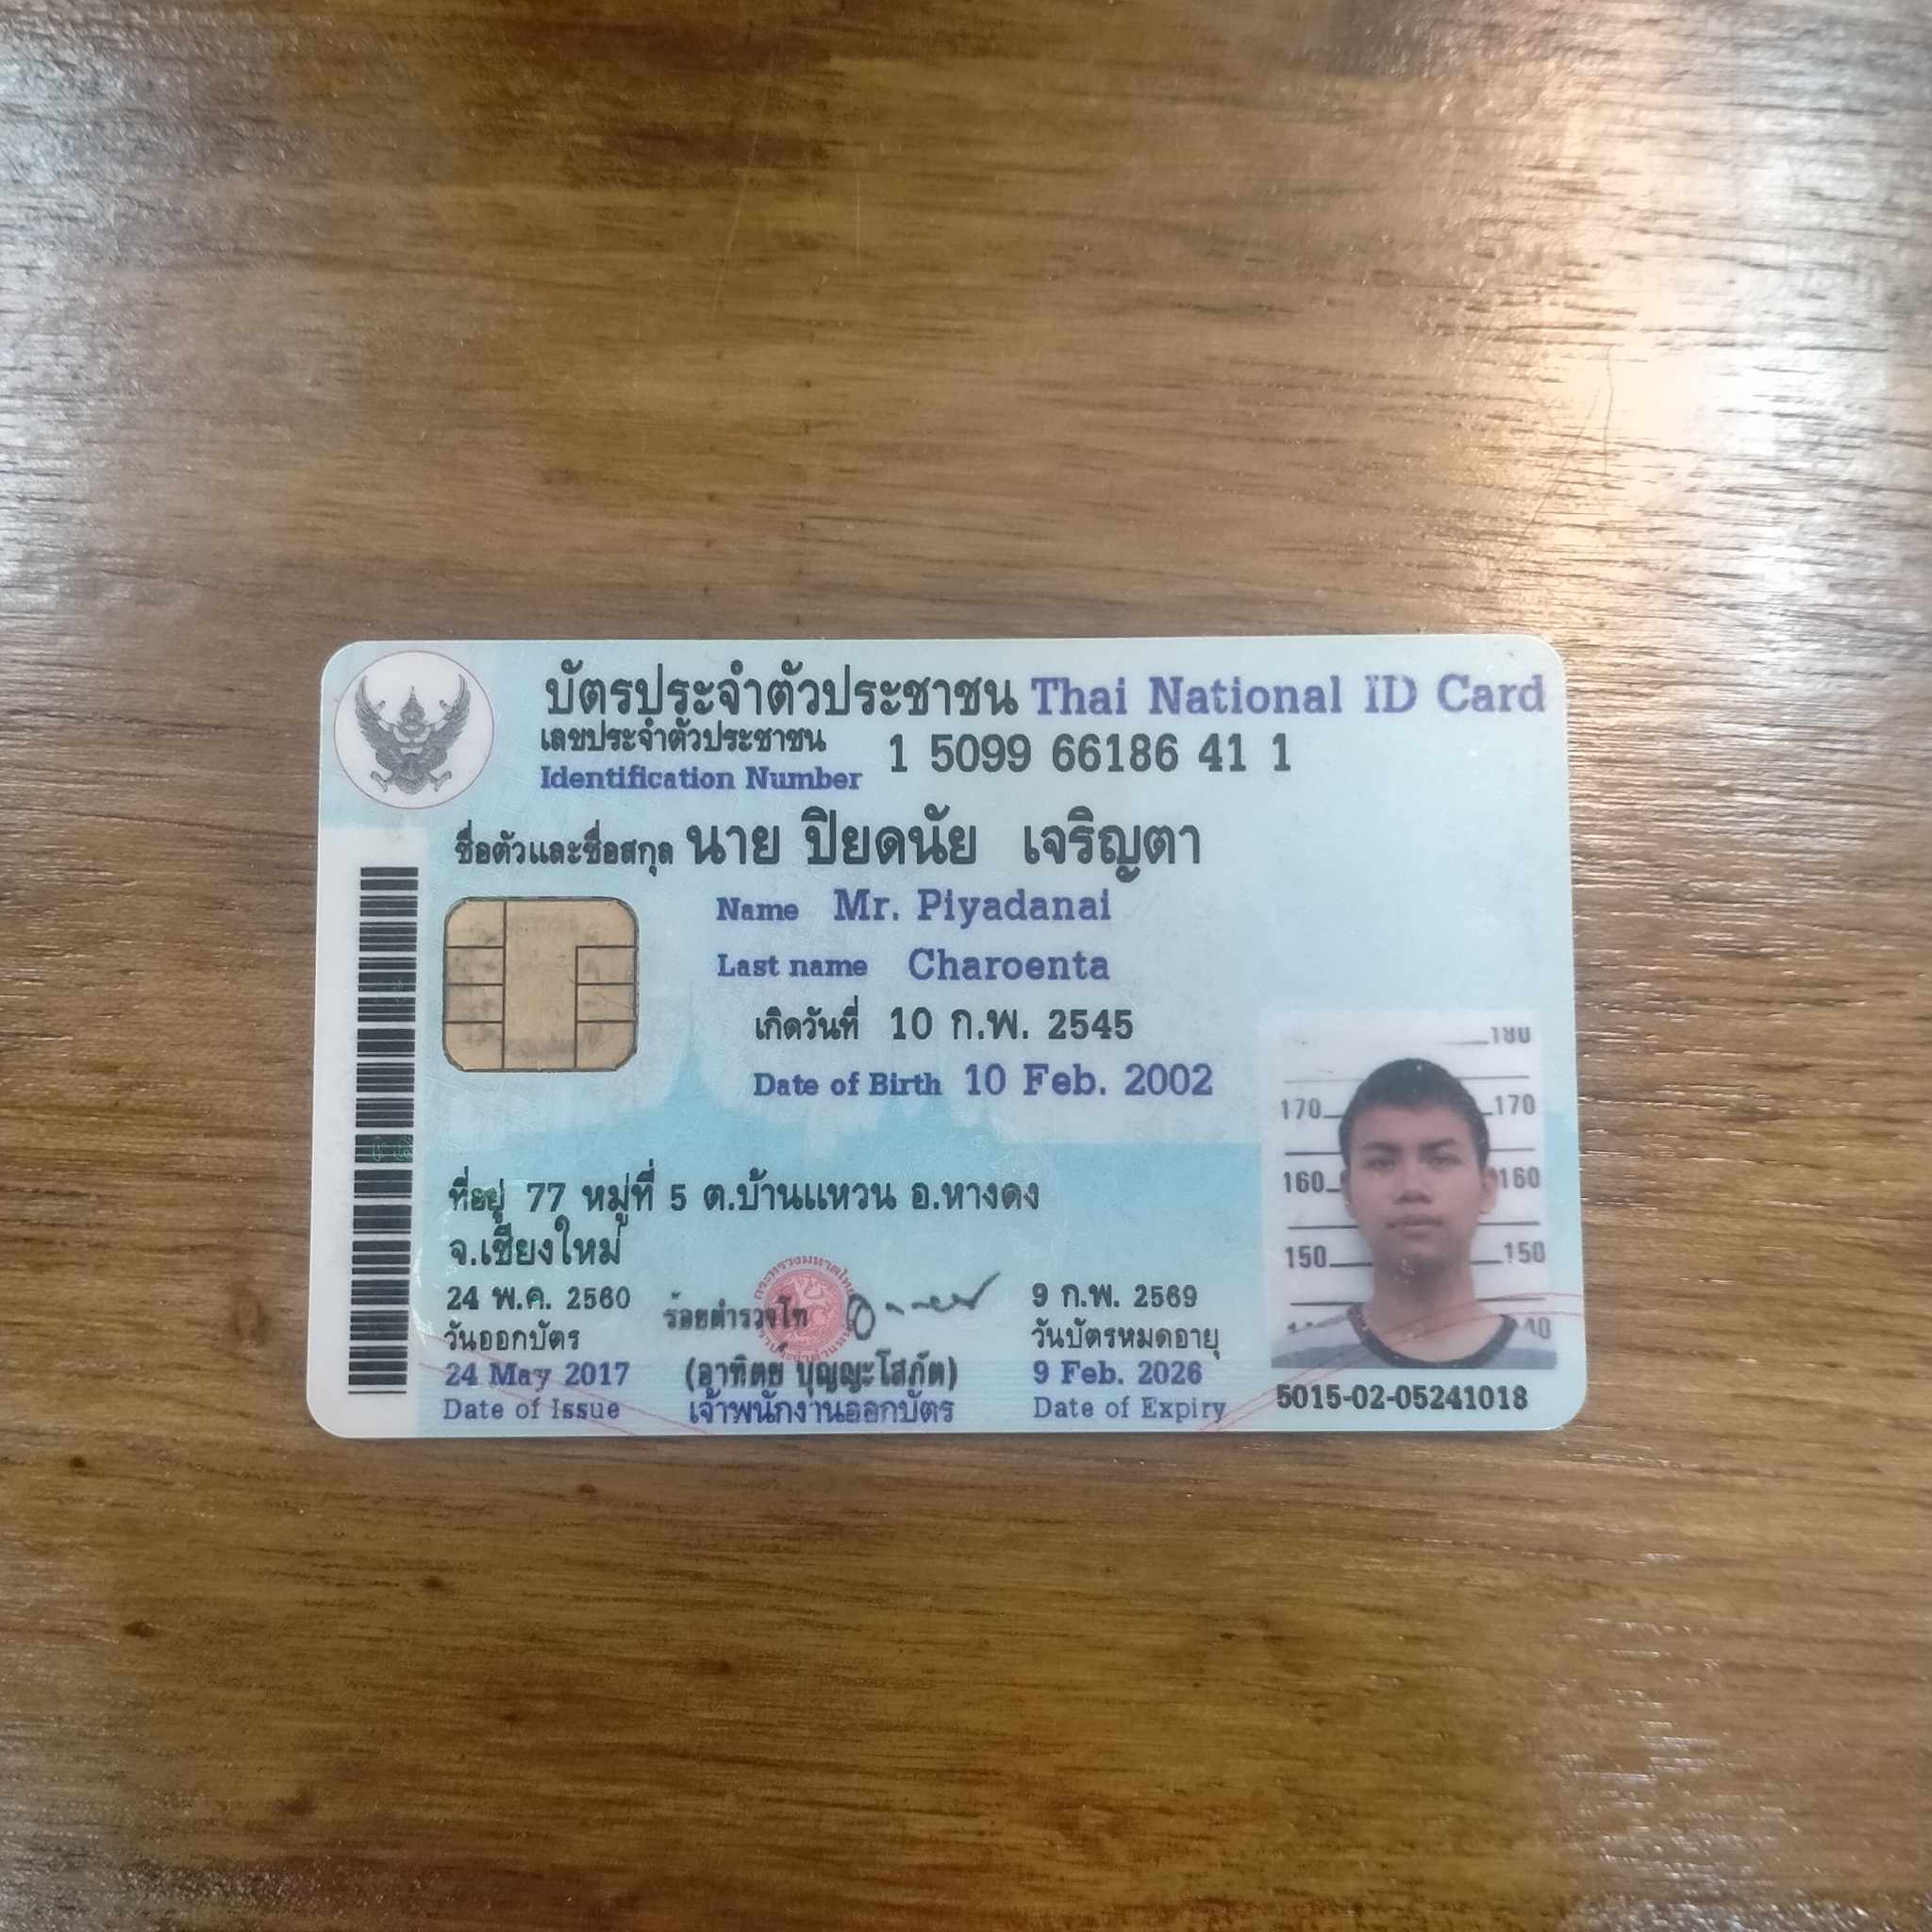 บัตรประจำตัวประชาชน Thai National ID Card
เลขประจำตัวประชาชน
Identification Number 1 5099 66186 41 1
ชื่อตัวและชื่อสกุล นาย ปิยดนัย เจริญตา
Name Mr. Piyadanai
Last name Charoenta
เกิดวันที่ 10 ก.พ. 2545
Date of Birth 10 Feb. 2002
ที่อยู่ 77 หมู่ที่ 5 ต.บ้านแหวน อ.หางดง
จ.เชียงใหม่
24 พ.ค. 2560
วันออกบัตร
24 May 2017
Date of Issue
ร้อยตำรวจโท
(อาทิตย์ บุญญะโสภัต)
เจ้าพนักงานออกบัตร
9 ก.พ. 2569
วันบัตรหมดอายุ
9 Feb. 2026
Date of Expiry
180
170 170
160 160
150 150
5015-02-05241018